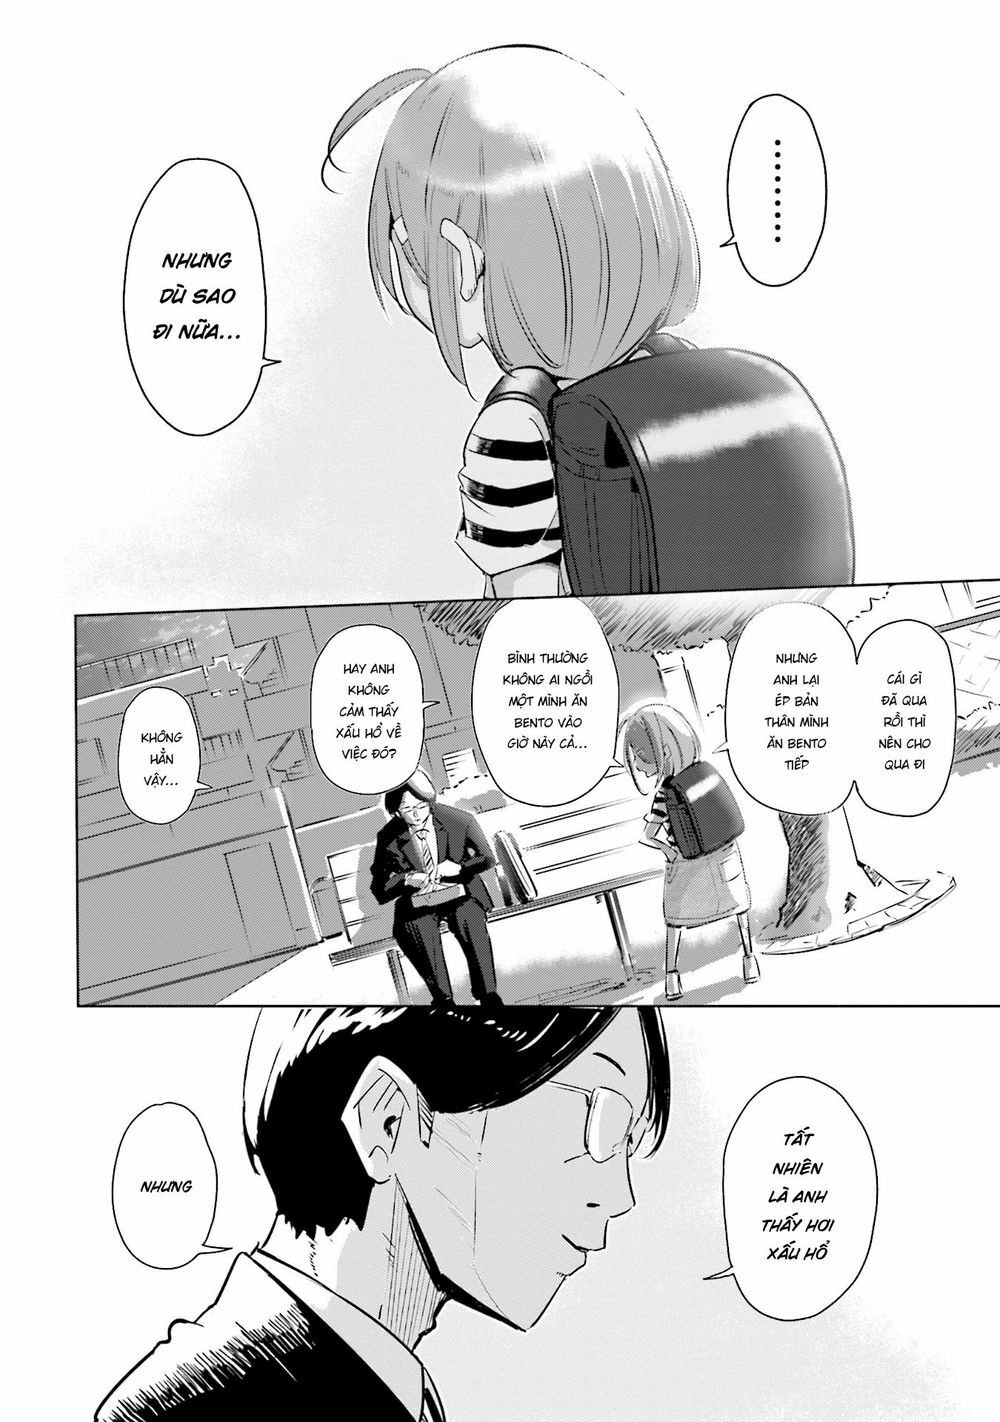 .........
NHƯNG
DÙ SAO
ĐI NỮA...
CÁI GÌ
ĐÃ QUA
RỒI THÌ
NÊN CHO
QUA ĐI
NHƯNG
ANH LẠI
ÉP BẢN
THÂN MÌNH
ĂN BENTO
TIẾP
BÌNH THƯỜNG
KHÔNG AI NGỒI
MỘT MÌNH ĂN
BENTO VÀO
GIỜ NÀY CẢ...
HAY ANH
KHÔNG
CẢM THẤY
XẤU HỔ VỀ
VIỆC ĐÓ?
KHÔNG
HẲN
VẬY...
TẤT
NHIÊN
LÀ ANH
THẤY HƠI
XẤU HỔ
NHƯNG